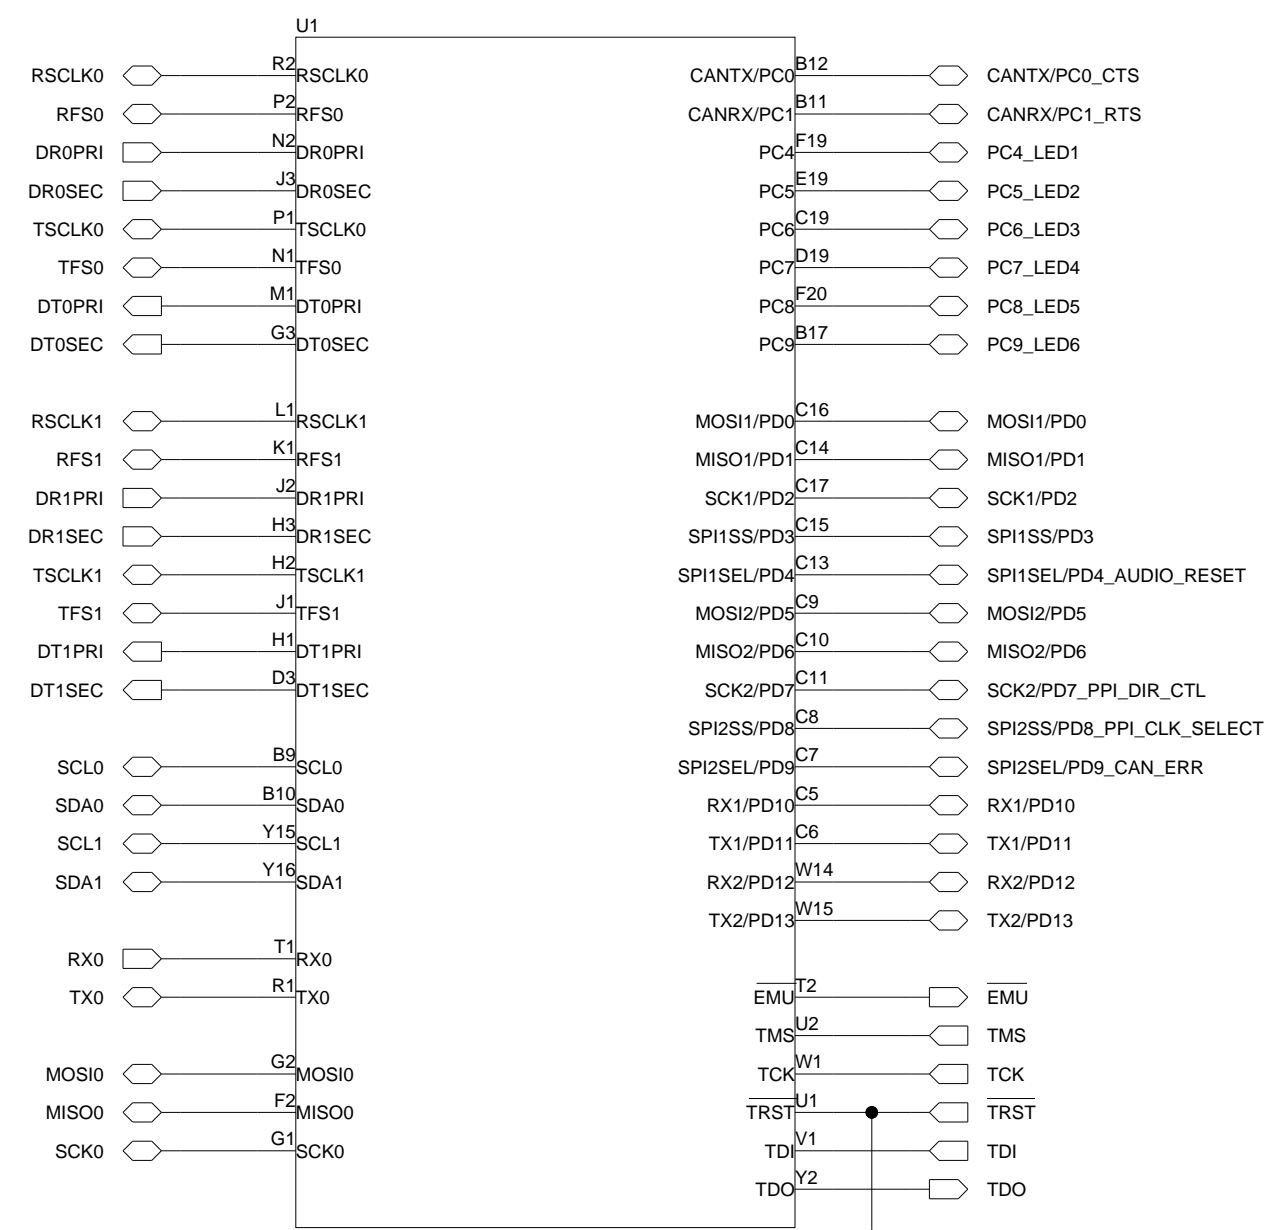 U1
RSCLK0 R2 RSCLK0 CANTX/PC0 B12 CANTX/PC0_CTS
RFS0 P2 RFS0 CANRX/PC1 B11 CANRX/PC1_RTS
DR0PRI N2 DR0PRI PC4 F19 PC4_LED1
DR0SEC J3 DR0SEC PC5 E19 PC5_LED2
TSCLK0 P1 TSCLK0 PC6 C19 PC6_LED3
TFS0 N1 TFS0 PC7 D19 PC7_LED4
DT0PRI M1 DT0PRI PC8 F20 PC8_LED5
DT0SEC G3 DT0SEC PC9 B17 PC9_LED6
RSCLK1 L1 RSCLK1 MOSI1/PD0 C16 MOSI1/PD0
RFS1 K1 RFS1 MISO1/PD1 C14 MISO1/PD1
DR1PRI J2 DR1PRI SCK1/PD2 C17 SCK1/PD2
DR1SEC H3 DR1SEC SPI1SS/PD3 C15 SPI1SS/PD3
TSCLK1 H2 TSCLK1 SPI1SEL/PD4 C13 SPI1SEL/PD4_AUDIO_RESET
TFS1 J1 TFS1 MOSI2/PD5 C9 MOSI2/PD5
DT1PRI H1 DT1PRI MISO2/PD6 C10 MISO2/PD6
DT1SEC D3 DT1SEC SCK2/PD7 C11 SCK2/PD7_PPI_DIR_CTL
SPI2SS/PD8 C8 SPI2SS/PD8_PPI_CLK_SELECT
SCL0 B9 SCL0 SPI2SEL/PD9 C7 SPI2SEL/PD9_CAN_ERR
SDA0 B10 SDA0 RX1/PD10 C5 RX1/PD10
SCL1 Y15 SCL1 TX1/PD11 C6 TX1/PD11
SDA1 Y16 SDA1 RX2/PD12 W14 RX2/PD12
TX2/PD13 W15 TX2/PD13
RX0 T1 RX0
TX0 R1 TX0 EMU T2 EMU
TMS U2 TMS
MOSI0 G2 MOSI0 TCK W1 TCK
MISO0 F2 MISO0 TRST U1 TRST
SCK0 G1 SCK0 TDI V1 TDI
TDO Y2 TDO